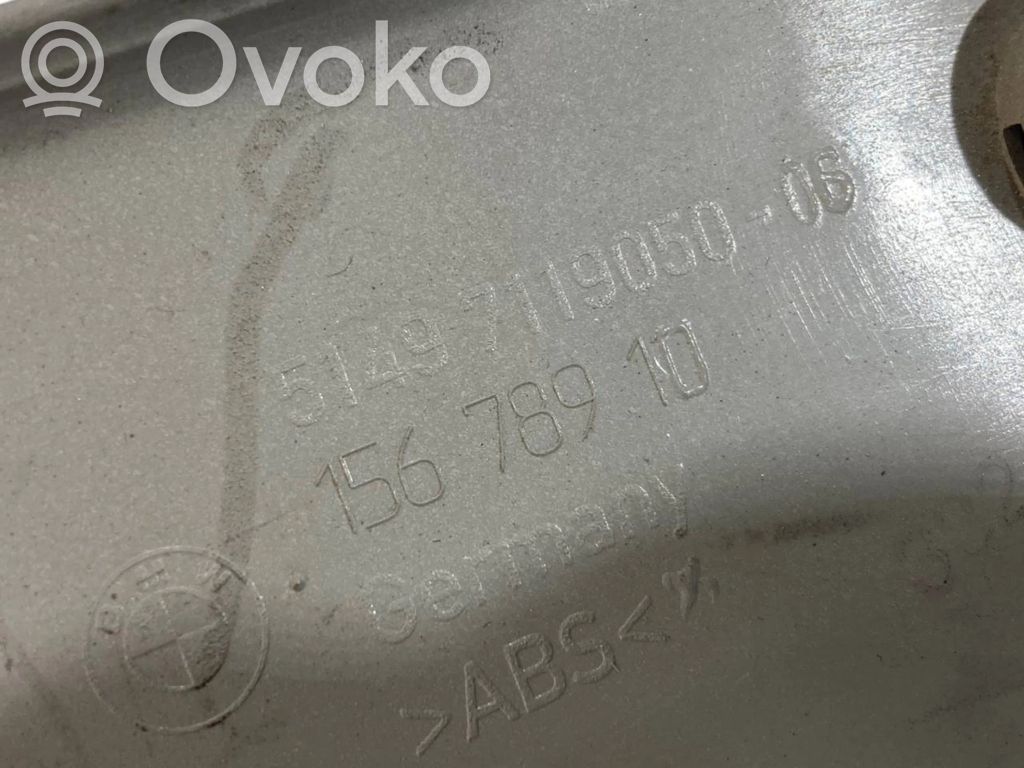 Ovoko
5149 7119050-06
156 789 10
Germany
>ABS<